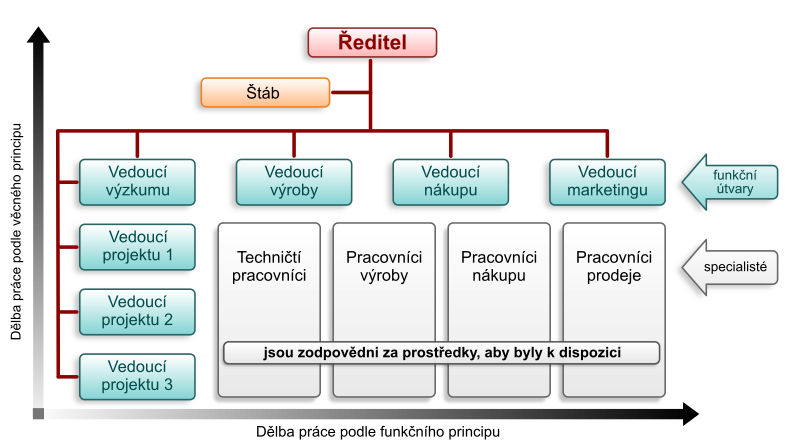 Ředitel
Štáb
Vedoucí
výzkumu
Vedoucí
výroby
Vedoucí
nákupu
Vedoucí
marketingu
funkční
útvary
Vedoucí
projektu 1
Vedoucí
projektu 2
Vedoucí
projektu 3
Techničtí
pracovníci
Pracovníci
výroby
Pracovníci
nákupu
Pracovníci
prodeje
specialisté
jsou zodpovědni za prostředky, aby byly k dispozici
Dělba práce podle věcného principu
Dělba práce podle funkčního principu